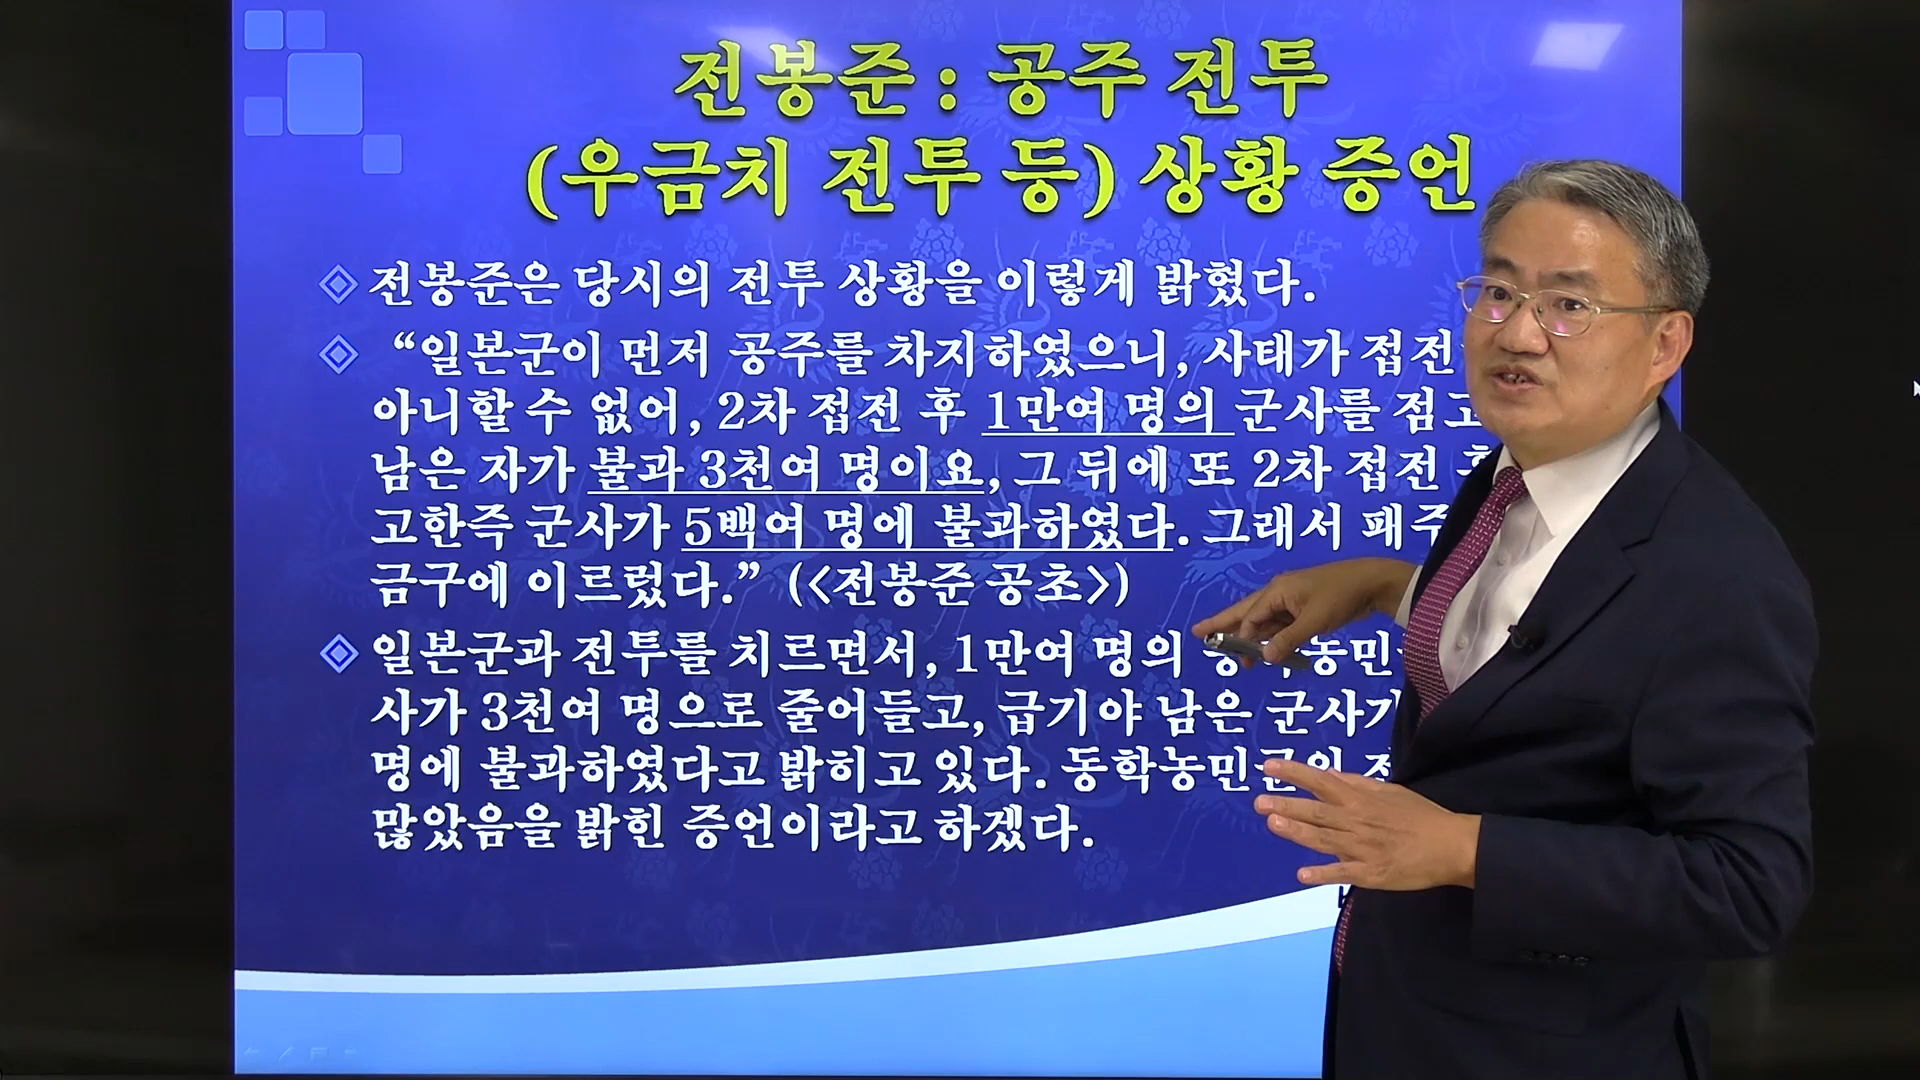 전봉준 : 공주 전투
(우금치 전투 등) 상황 증언
전봉준은 당시의 전투 상황을 이렇게 밝혔다.
“일본군이 먼저 공주를 차지하였으니, 사태가 접전
아니할 수 없어, 2차 접전 후 1만여 명의 군사를 점고
남은 자가 불과 3천여 명이요, 그 뒤에 또 2차 접전
고한즉 군사가 5백여 명에 불과하였다. 그래서 패주
금구에 이르렀다.” (<전봉준 공초>)
일본군과 전투를 치르면서, 1만여 명의
사가 3천여 명으로 줄어들고, 급기야 남은 군사가
명에 불과하였다고 밝히고 있다. 동학농민군의
많았음을 밝힌 증언이라고 하겠다.